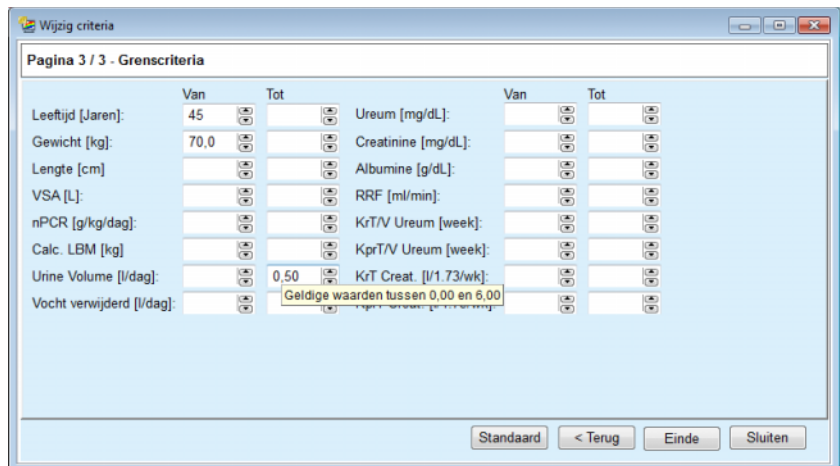 Wijzig criteria
Pagina 3 / 3 - Grenscriteria
Van Tot Van Tot
Leeftijd [Jaren]: 45 Ureum [mg/dL]:
Gewicht [kg]: 70,0 Creatinine [mg/dL]:
Lengte [cm] Albumine [g/dL]:
VSA [L]: RRF [ml/min]:
nPCR [g/kg/dag]: KrT/V Ureum [week]:
Calc. LBM [kg] KprT/V Ureum [week]:
Urine Volume [l/dag]: 0,50 KrT Creat. [l/1.73/wk]:
Geldige waarden tussen 0,00 en 6,00
Vocht verwijderd [l/dag]:
Standaard < Terug Einde Sluiten